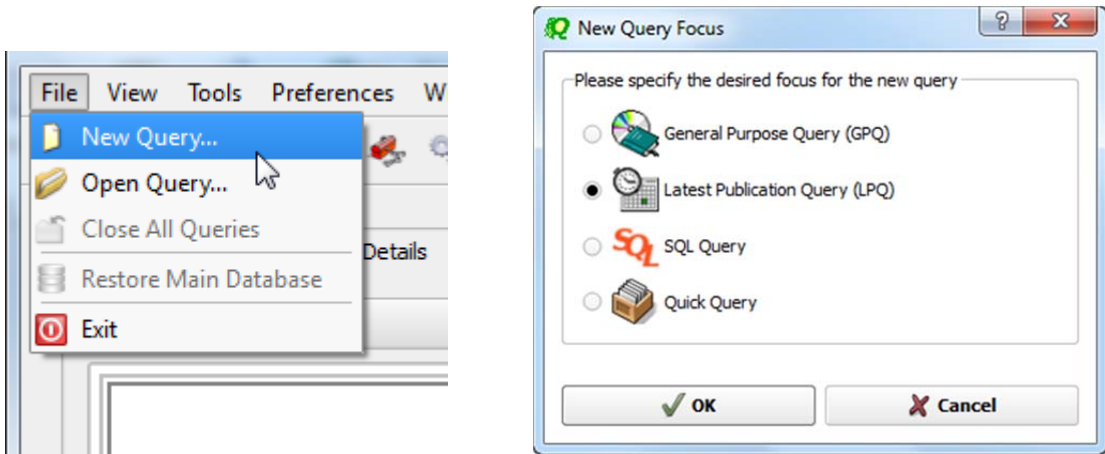 File View Tools Preferences W
New Query...
Open Query...
Close All Queries
Details
Restore Main Database
Exit
New Query Focus
Please specify the desired focus for the new query
General Purpose Query (GPQ)
Latest Publication Query (LPQ)
SQL SQL Query
Quick Query
OK Cancel